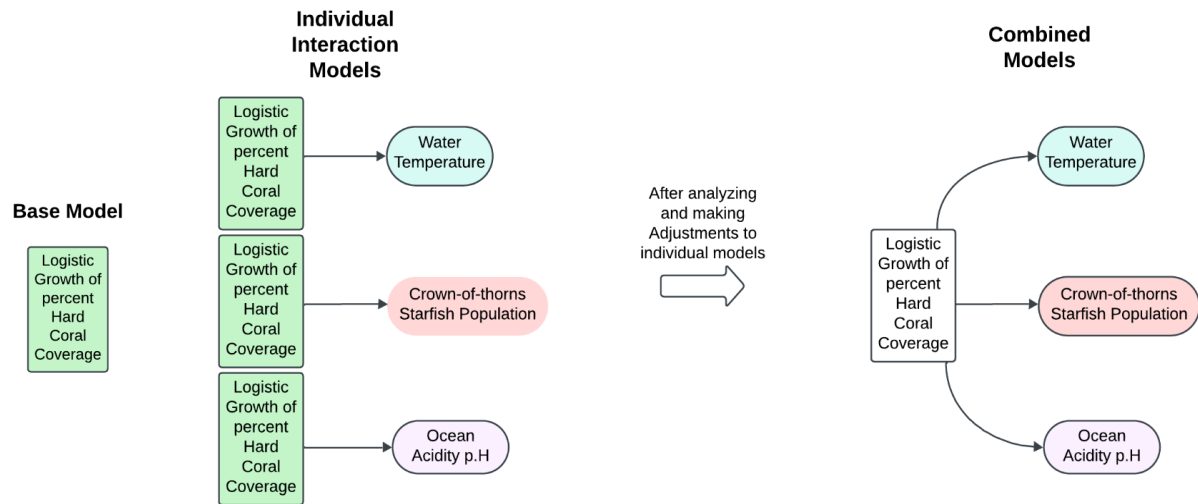 Base Model
Logistic
Growth of
percent
Hard
Coral
Coverage
Individual
Interaction
Models
Logistic
Growth of
percent
Hard
Coral
Coverage
Water
Temperature
Logistic
Growth of
percent
Hard
Coral
Coverage
Crown-of-thorns
Starfish Population
Logistic
Growth of
percent
Hard
Coral
Coverage
Ocean
Acidity p.H
After analyzing
and making
Adjustments to
individual models
Combined
Models
Logistic
Growth of
percent
Hard
Coral
Coverage
Water
Temperature
Crown-of-thorns
Starfish Population
Ocean
Acidity p.H